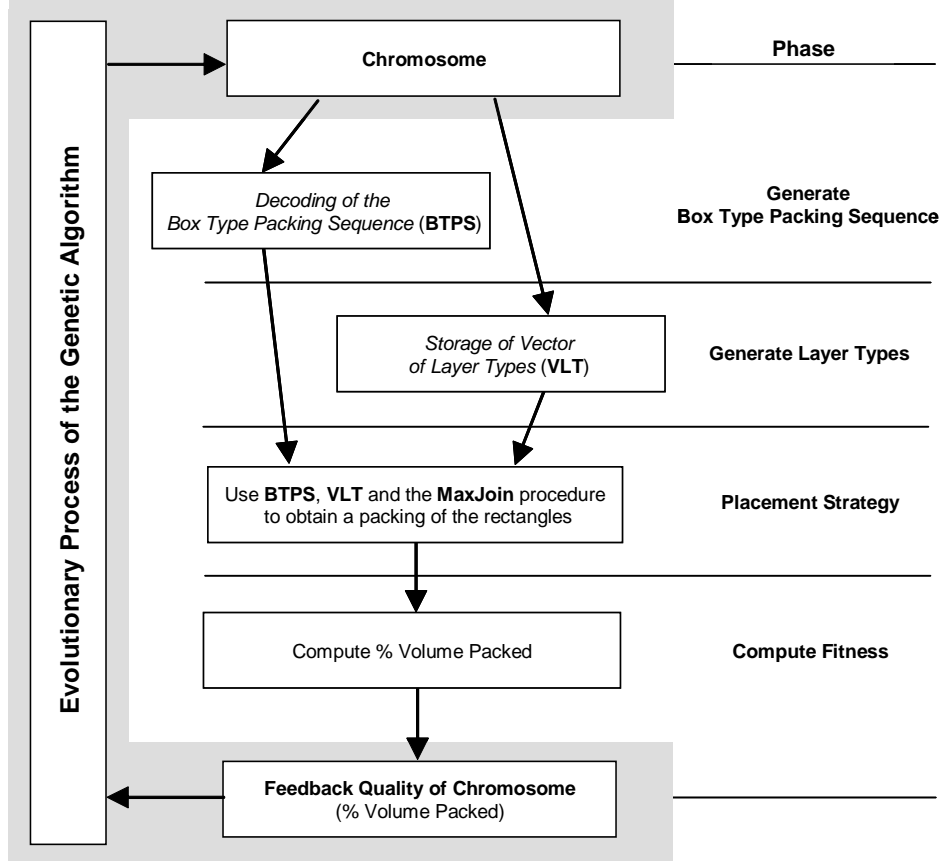 Evolutionary Process of the Genetic Algorithm
Chromosome
Phase
Decoding of the
Box Type Packing Sequence (BTPS)
Generate
Box Type Packing Sequence
Storage of Vector
of Layer Types (VLT)
Generate Layer Types
Use BTPS, VLT and the MaxJoin procedure
to obtain a packing of the rectangles
Placement Strategy
Compute % Volume Packed
Compute Fitness
Feedback Quality of Chromosome
(% Volume Packed)